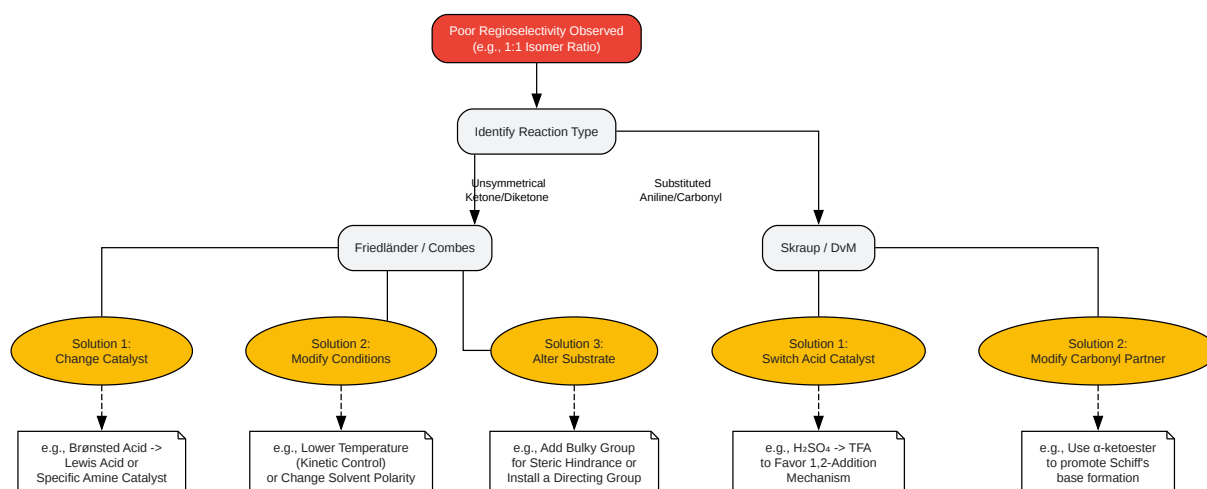 Poor Regioselectivity Observed
(e.g., 1:1 Isomer Ratio)
Identify Reaction Type
Unsymmetrical
Ketone/Diketone
Substituted
Aniline/Carbonyl
Friedländer / Combes
Skraup / DvM
Solution 1:
Change Catalyst
Solution 2:
Modify Conditions
Solution 3:
Alter Substrate
Solution 1:
Switch Acid Catalyst
Solution 2:
Modify Carbonyl Partner
e.g., Brønsted Acid ->
Lewis Acid or
Specific Amine Catalyst
e.g., Lower Temperature
(Kinetic Control)
or Change Solvent Polarity
e.g., Add Bulky Group
for Steric Hindrance or
Install a Directing Group
e.g., H₂SO₄ -> TFA
to Favor 1,2-Addition
Mechanism
e.g., Use α-ketoester
to promote Schiff's
base formation